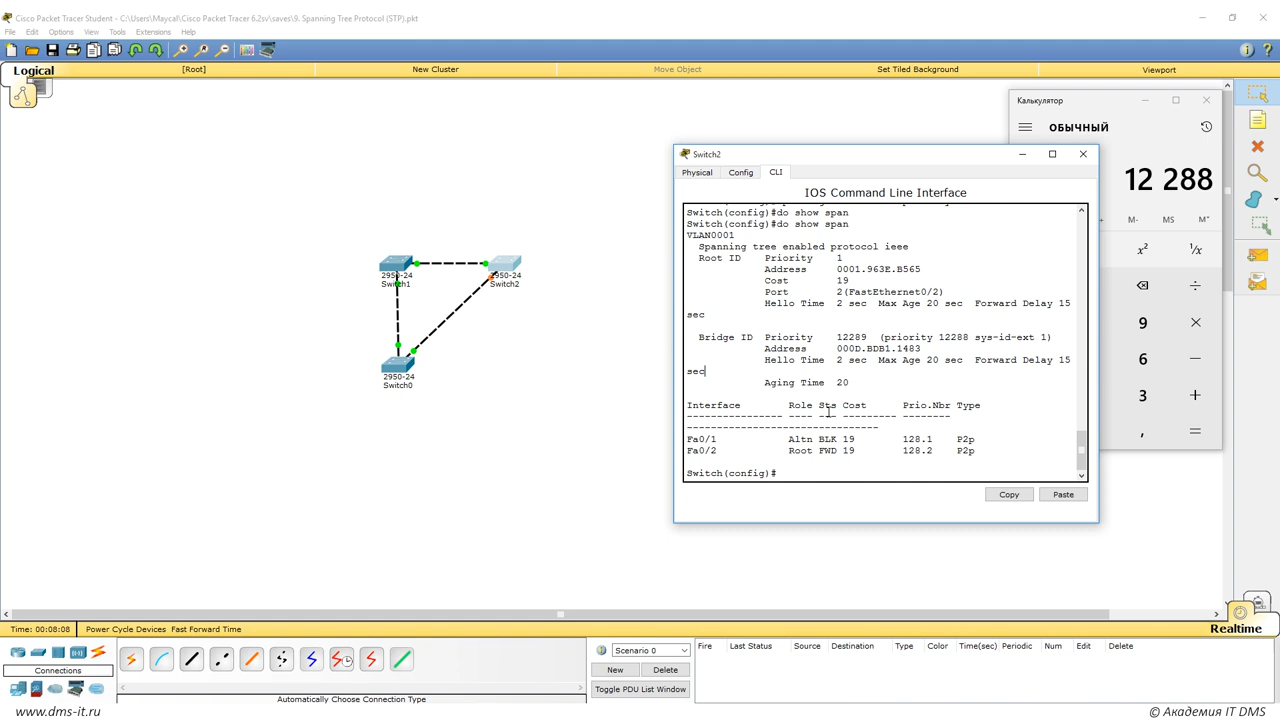 Cisco Packet Tracer Student - C:\Users\Maycal\Cisco Packet Tracer 6.2sv\saves\9. Spanning Tree Protocol (STP).pkt
File Edit Options View Tools Extensions Help
Logical [Root] New Cluster Move Object Set Tiled Background Viewport
Калькулятор
ОБЫЧНЫЙ
12 288
M- MS
x² ¹/x
÷
9 ×
6 −
3 +
, =
2950-24
Switch1
2950-24
Switch2
2950-24
Switch0
Switch2
Physical Config CLI
IOS Command Line Interface
Switch(config)#do show span
Switch(config)#do show span
VLAN0001
Spanning tree enabled protocol ieee
Root ID Priority 1
Address 0001.963E.B565
Cost 19
Port 2(FastEthernet0/2)
Hello Time 2 sec Max Age 20 sec Forward Delay 15
sec
Bridge ID Priority 12289 (priority 12288 sys-id-ext 1)
Address 000D.BDB1.1483
Hello Time 2 sec Max Age 20 sec Forward Delay 15
sec
Aging Time 20
Interface Role Sts Cost Prio.Nbr Type
---------------- ---- --- --------- --------
--------------------------------
Fa0/1 Altn BLK 19 128.1 P2p
Fa0/2 Root FWD 19 128.2 P2p
Switch(config)#
Copy Paste
Time: 00:08:08 Power Cycle Devices Fast Forward Time
Realtime
Connections
Automatically Choose Connection Type
Scenario 0
New Delete
Toggle PDU List Window
Fire Last Status Source Destination Type Color Time(sec) Periodic Num Edit Delete
www.dms-it.ru
© Академия IT DMS